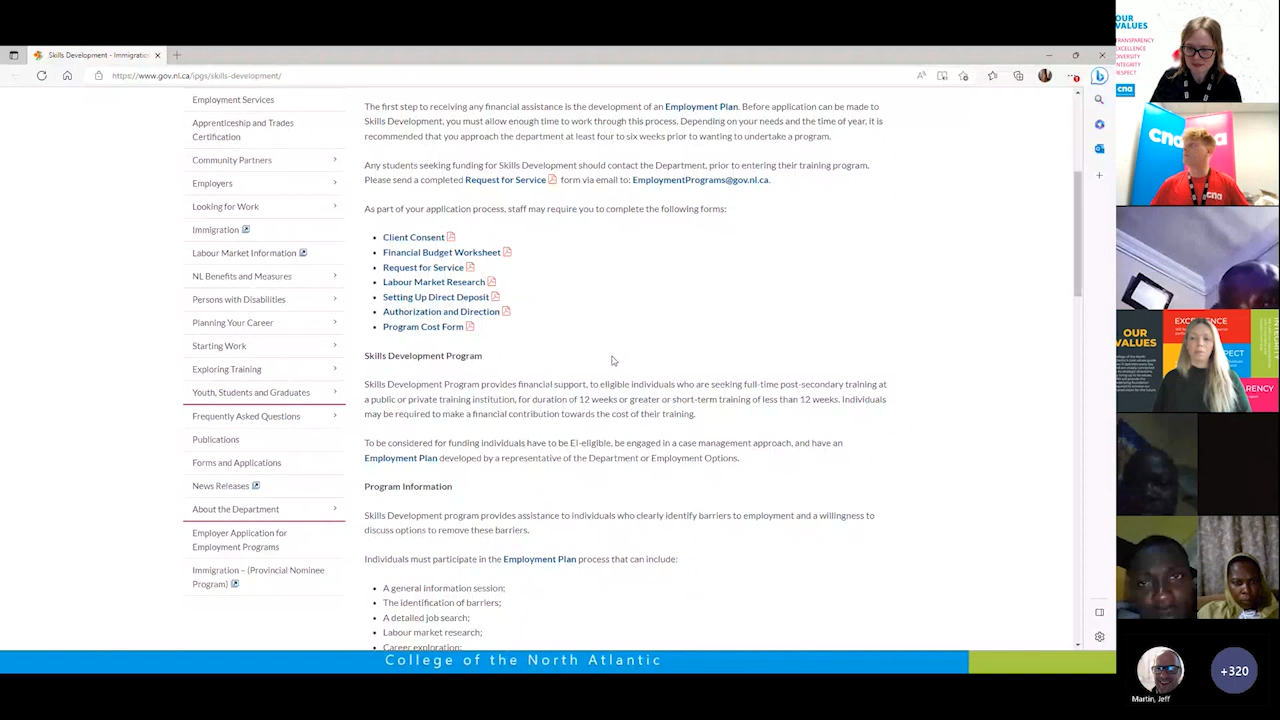 Skills Development - Immigratio
https://www.gov.nl.ca/ipgs/skills-development/
Employment Services
Apprenticeship and Trades
Certification
Community Partners
Employers
Looking for Work
Immigration
Labour Market Information
NL Benefits and Measures
Persons with Disabilities
Planning Your Career
Starting Work
Exploring Training
Youth, Students and Graduates
Frequently Asked Questions
Publications
Forms and Applications
News Releases
About the Department
Employer Application for
Employment Programs
Immigration – (Provincial Nominee
Program)
The first step to receiving any financial assistance is the development of an Employment Plan. Before application can be made to
Skills Development, you must allow enough time to work through this process. Depending on your needs and the time of year, it is
recommended that you approach the department at least four to six weeks prior to wanting to undertake a program.
Any students seeking funding for Skills Development should contact the Department, prior to entering their training program.
Please send a completed Request for Service form via email to: EmploymentPrograms@gov.nl.ca.
As part of your application process, staff may require you to complete the following forms:
Client Consent
Financial Budget Worksheet
Request for Service
Labour Market Research
Setting Up Direct Deposit
Authorization and Direction
Program Cost Form
Skills Development Program
Skills Development program provides financial support, to eligible individuals who are seeking full-time post-secondary training at
a public or private training institution, for duration of 12 weeks or greater or short-term training of less than 12 weeks. Individuals
may be required to make a financial contribution towards the cost of their training.
To be considered for funding individuals have to be EI-eligible, be engaged in a case management approach, and have an
Employment Plan developed by a representative of the Department or Employment Options.
Program Information
Skills Development program provides assistance to individuals who clearly identify barriers to employment and a willingness to
discuss options to remove these barriers.
Individuals must participate in the Employment Plan process that can include:
A general information session;
The identification of barriers;
A detailed job search;
Labour market research;
Career exploration;
College of the North Atlantic
OUR
VALUES
TRANSPARENCY
EXCELLENCE
DIVERSITY
INTEGRITY
RESPECT
cna
cna
cna
OUR
VALUES
Martin, Jeff
+320